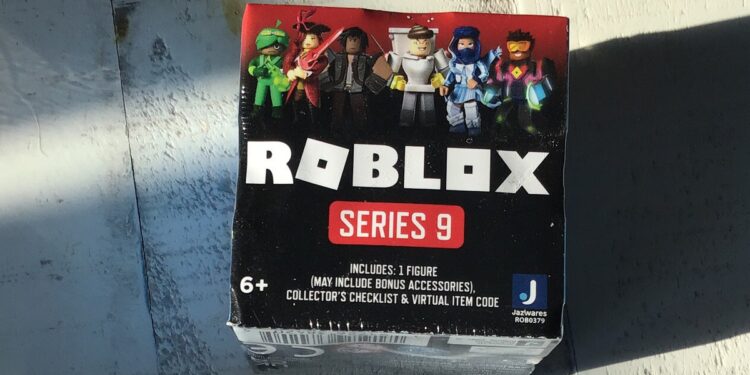 ROBLOX
SERIES 9
6+
INCLUDES: 1 FIGURE
(MAY INCLUDE BONUS ACCESSORIES),
COLLECTOR'S CHECKLIST & VIRTUAL ITEM CODE
J
Jazwares
ROB0379